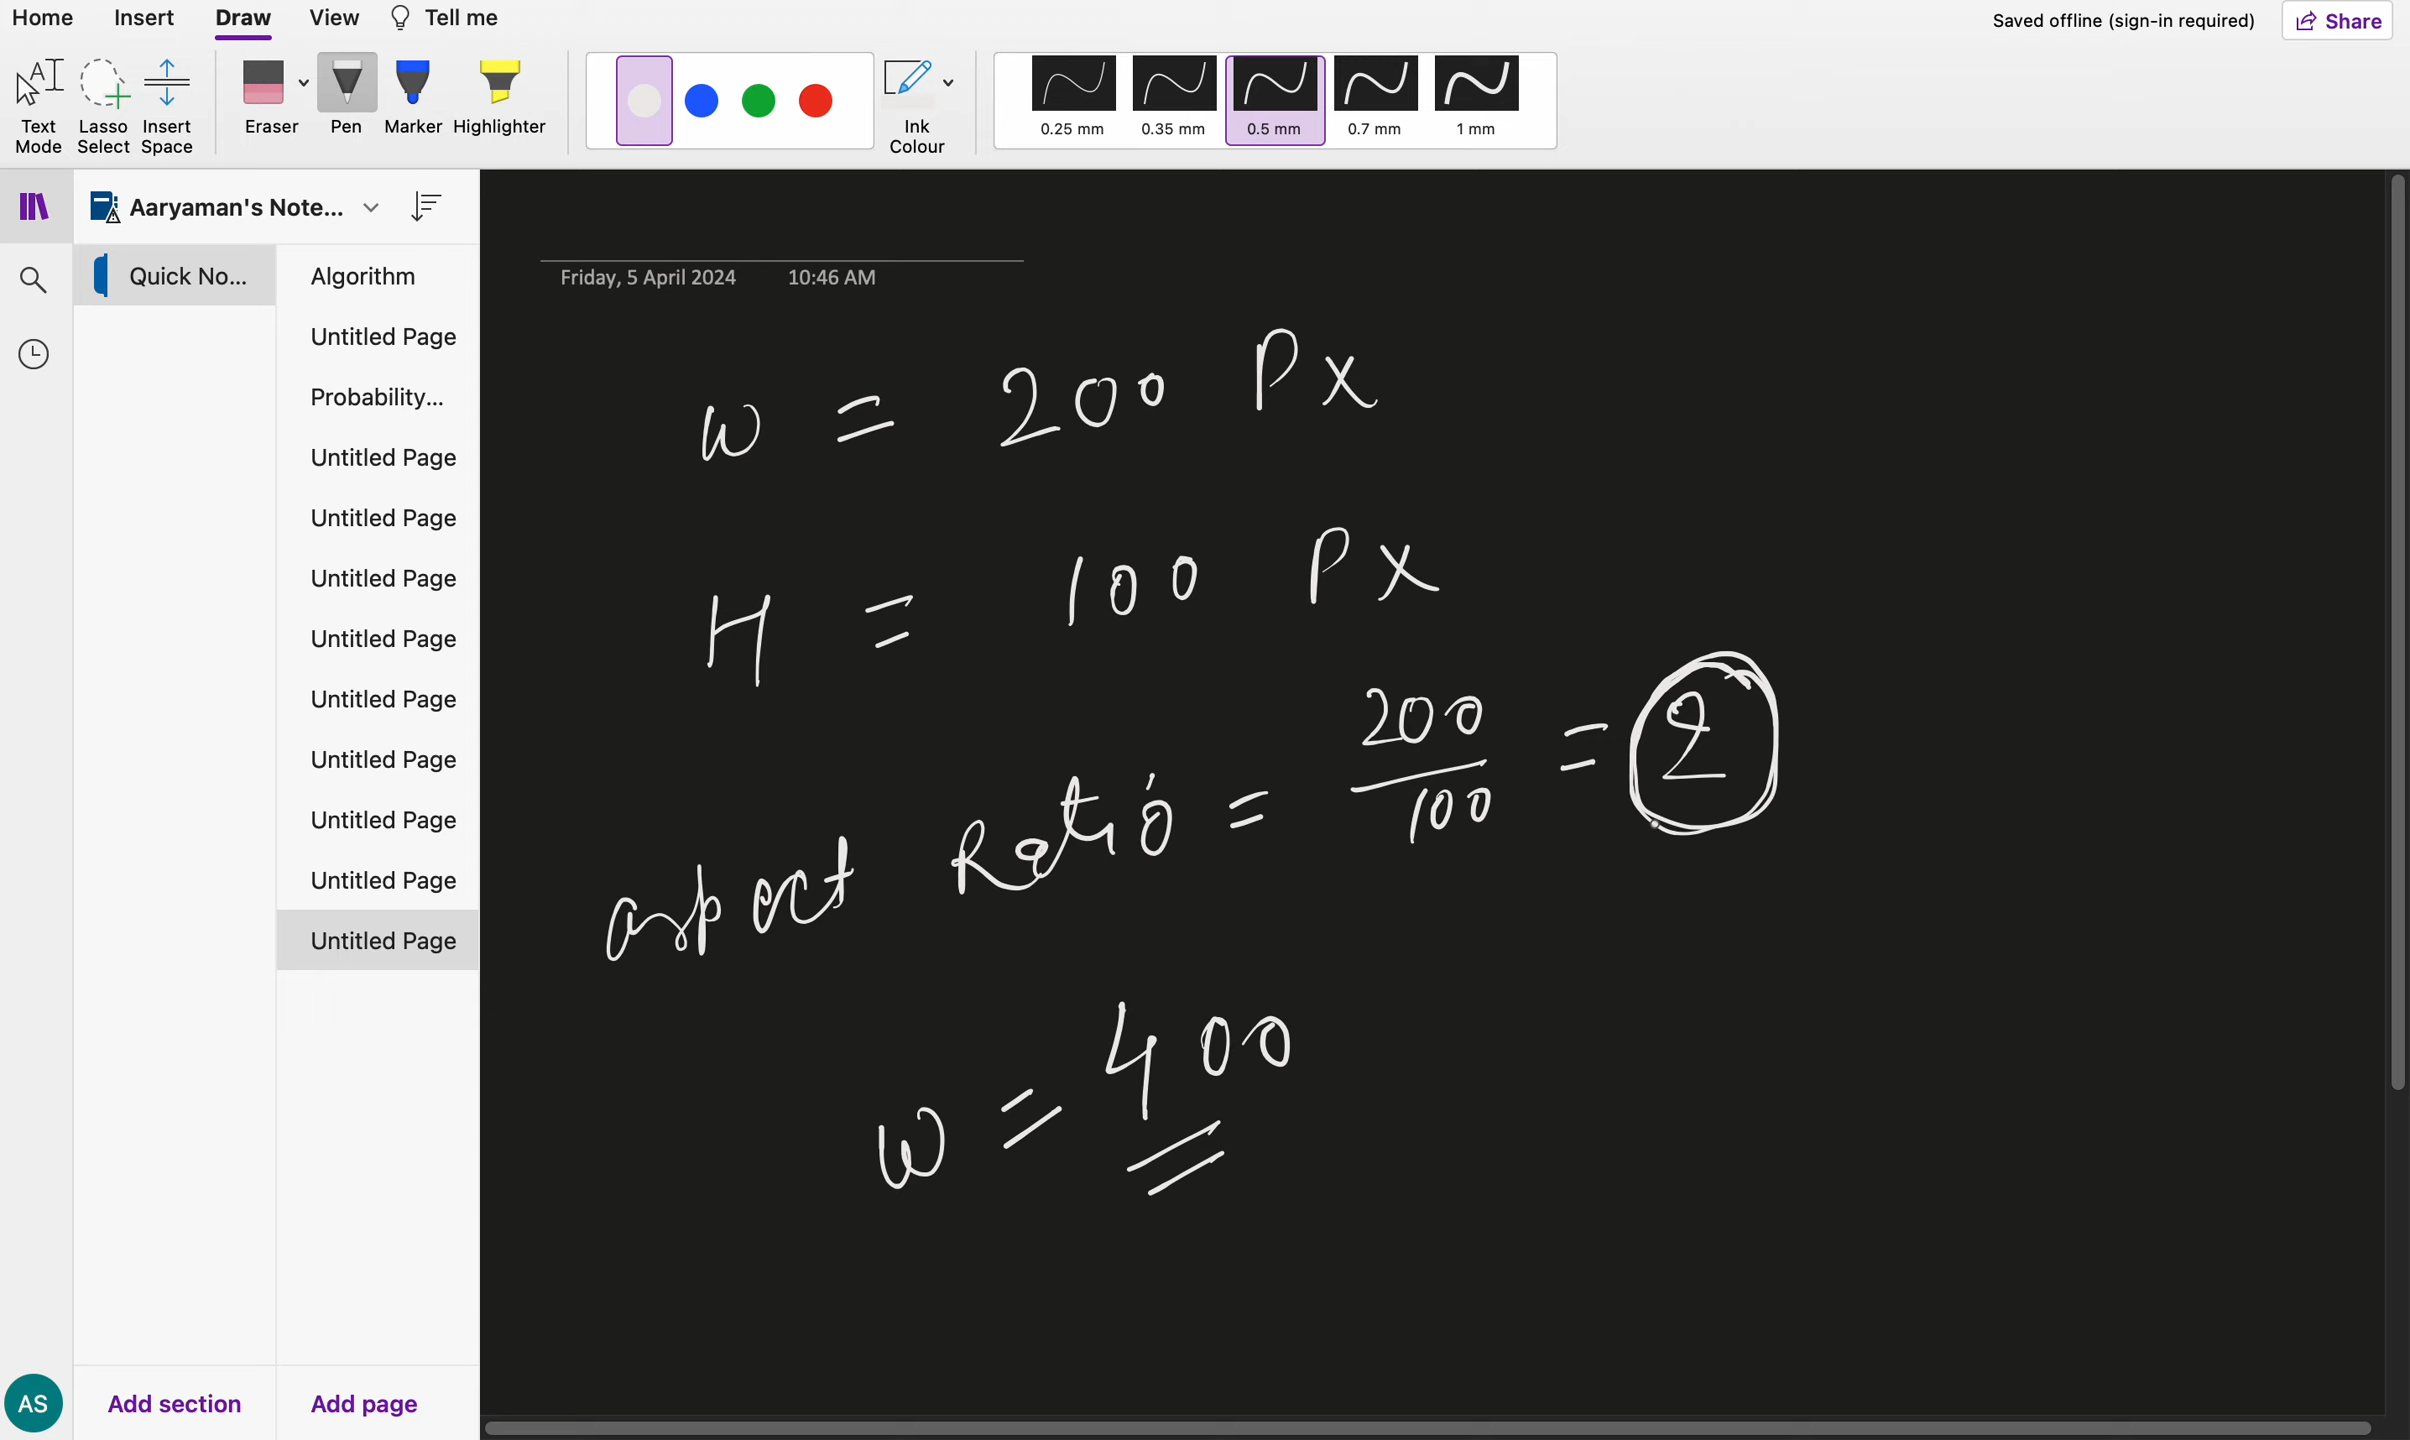 Home Insert Draw View Tell me
Saved offline (sign-in required) Share
Text Mode
Lasso Select
Insert Space
Eraser
Pen
Marker
Highlighter
Ink Colour
0.25 mm 0.35 mm 0.5 mm 0.7 mm 1 mm
Aaryaman's Note...
Quick No...
Algorithm
Untitled Page
Probability...
Untitled Page
Untitled Page
Untitled Page
Untitled Page
Untitled Page
Untitled Page
Untitled Page
Untitled Page
Untitled Page
Add section
Add page
AS
Friday, 5 April 2024 10:46 AM
W = 200 Px
H = 100 Px
aspect Ratio = 200/100 = 2
W = 400